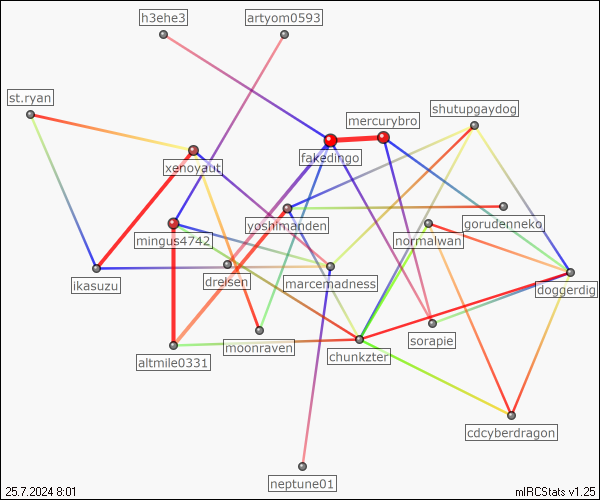 h3ehe3
artyom0593
st.ryan
mercurybro
shutupgaydog
fakedingo
xenoyaut
yoshimanden
gorudenneko
mingus4742
normalwan
ikasuzu
dreisen
marcemadness
doggerdig
moonraven
sorapie
altmile0331
chunkzter
cdcyberdragon
neptune01
25.7.2024 8:01
mIRCStats v1.25